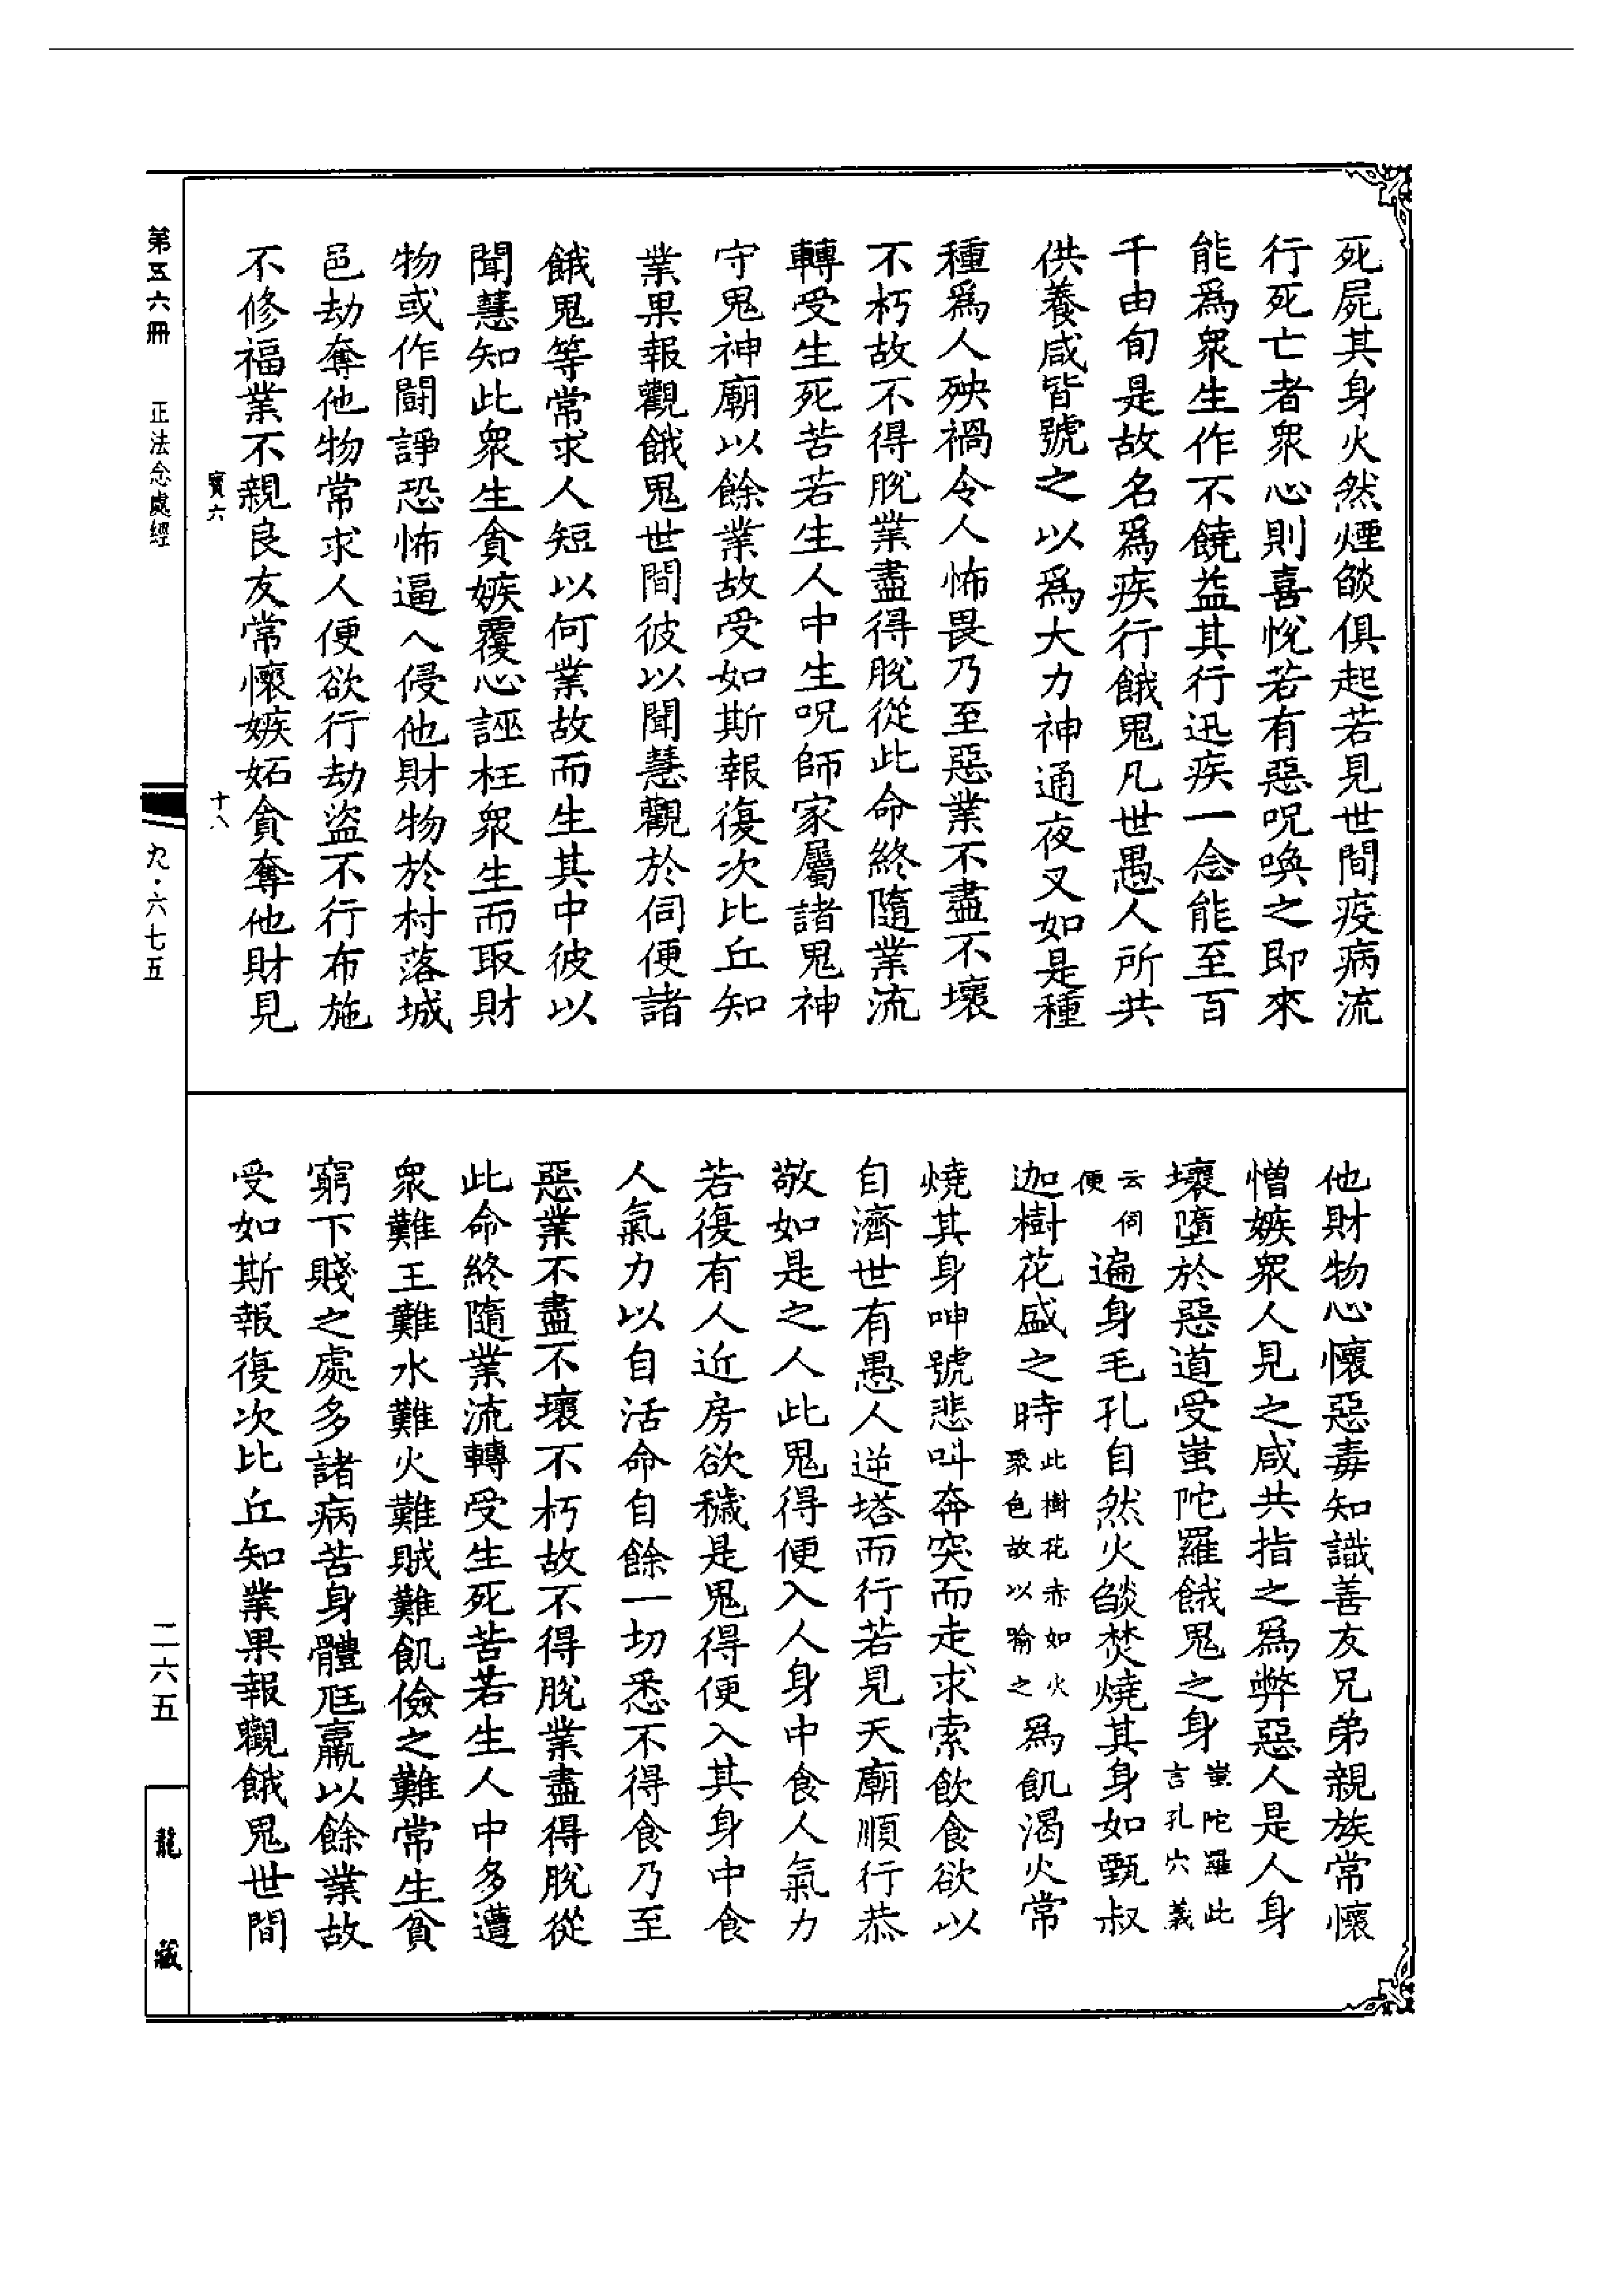 死屍其身火然煙燄俱起若見世間疫病流
行死亡者眾心則喜悅若有惡呪喚之即來
能為眾生作不饒益其行迅疾一念能至百
千由旬是故名為疾行餓鬼凡世愚人所共
供養咸皆號之以為大力神通夜叉如是種
種為人殃禍令人怖畏乃至惡業不盡不壞
不朽故不得脫業盡得脫從此命終隨業流
轉受生死苦若生人中生呪師家屬諸鬼神
守鬼神廟以餘業故受如斯報復次比丘知
業果報觀餓鬼世間彼以聞慧觀於伺便諸
餓鬼等常求人短以何業故而生其中彼以
聞慧知此眾生貪嫉覆心誣枉眾生而取財
物或作鬪諍恐怖逼人侵他財物於村落城
邑劫奪他物常求人便欲行劫盜不行布施
不修福業不親良友常懷嫉妬貪奪他財見
寶六 十八
他財物心懷惡毒知識善友兄弟親族常懷
憎嫉眾人見之咸共指之為弊惡人是人身
壞墮於惡道受蚩陀羅餓鬼之身蚩陀羅此言孔穴義
云伺便遍身毛孔自然火燄焚燒其身如甄叔
迦樹花盛之時此樹花赤如火聚色故以喻之為飢渴火常
燒其身呻號悲叫奔突而走求索飲食欲以
自濟世有愚人逆塔而行若見天廟順行恭
敬如是之人此鬼得便入人身中食人氣力
若復有人近房欲穢是鬼得便入其身中食
人氣力以自活命自餘一切悉不得食乃至
惡業不盡不壞不朽故不得脫業盡得脫從
此命終隨業流轉受生死苦若生人中多遭
眾難王難水難火難賊難飢儉之難常生貧
窮下賤之處多諸病苦身體尫羸以餘業故
受如斯報復次比丘知業果報觀餓鬼世間
第五六冊 正法念處經 九·六七五 二六五 龍藏